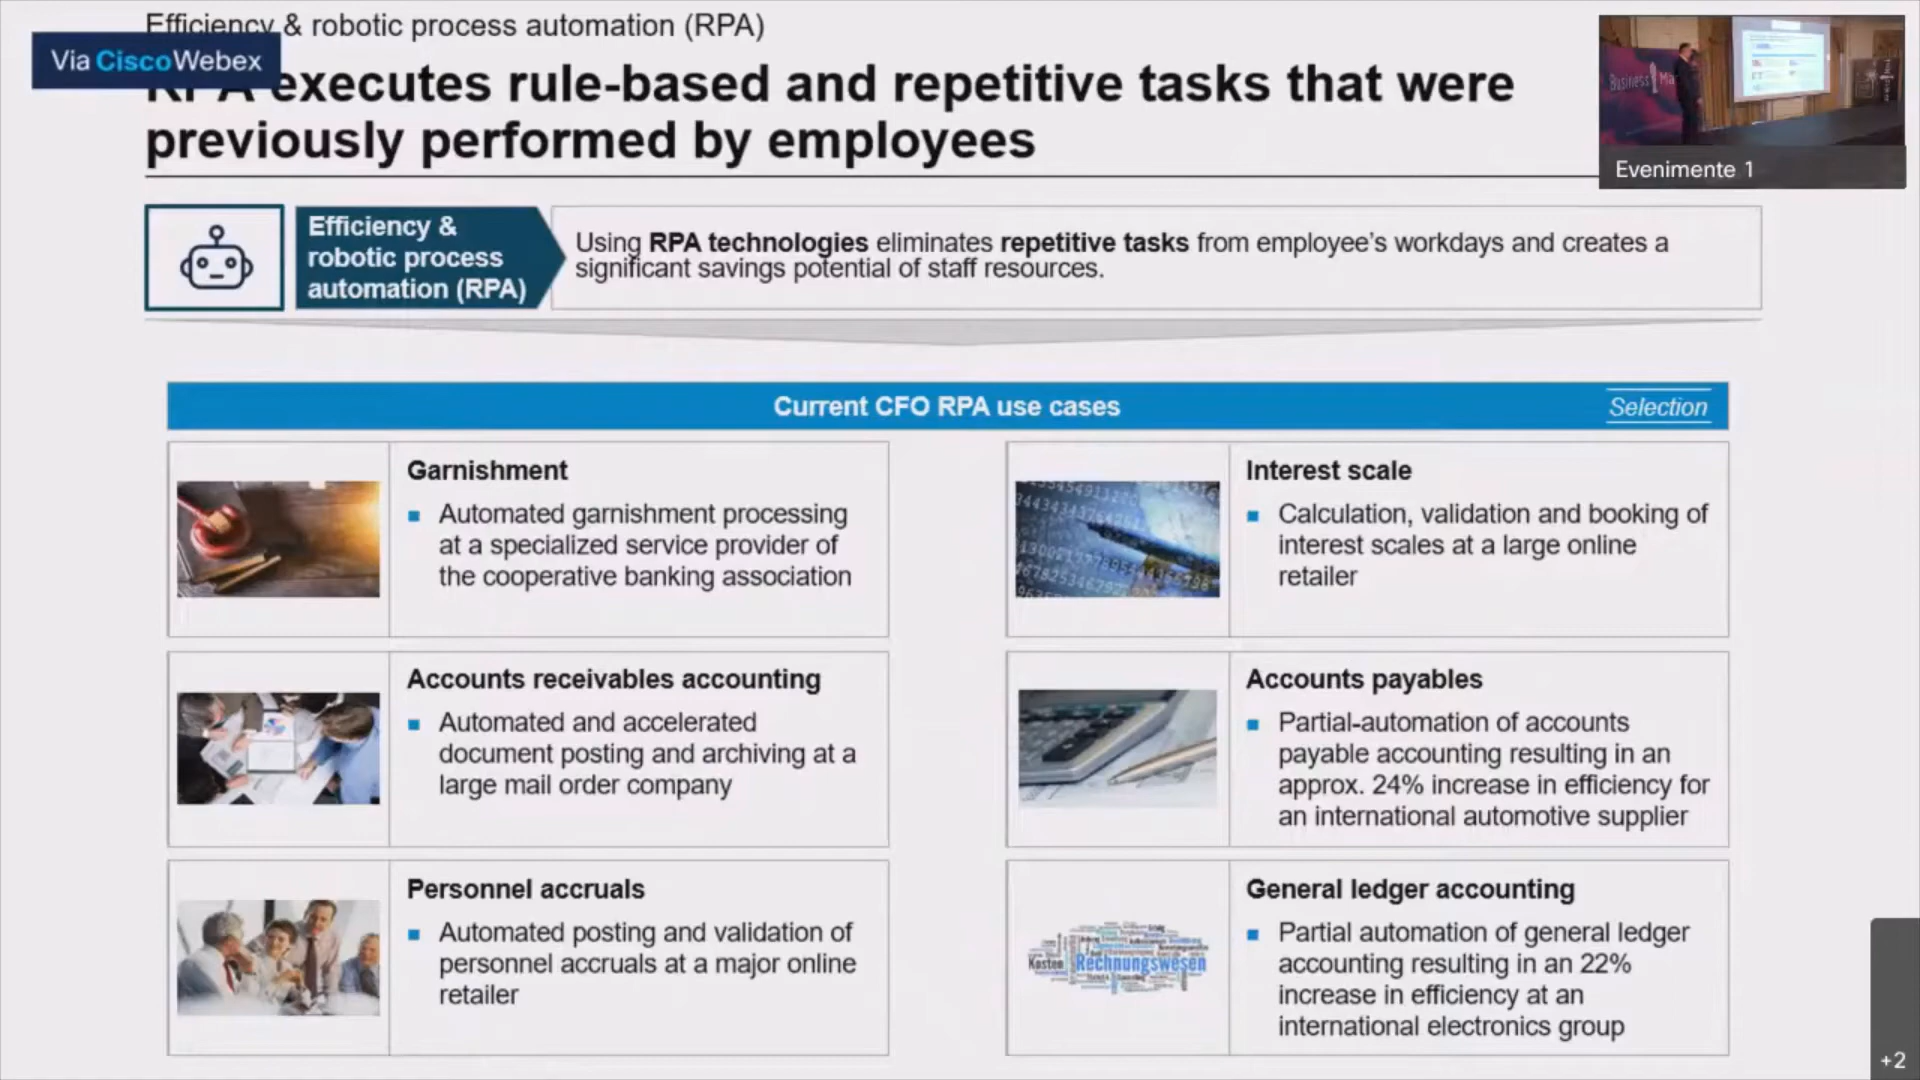 Efficiency & robotic process automation (RPA)
Via CiscoWebex
RPA executes rule-based and repetitive tasks that were
previously performed by employees
Business Ma
Evenimente 1
Efficiency &
robotic process
automation (RPA)
Using RPA technologies eliminates repetitive tasks from employee's workdays and creates a
significant savings potential of staff resources.
Current CFO RPA use cases
Selection
Garnishment
Automated garnishment processing
at a specialized service provider of
the cooperative banking association
Interest scale
Calculation, validation and booking of
interest scales at a large online
retailer
Accounts receivables accounting
Automated and accelerated
document posting and archiving at a
large mail order company
Accounts payables
Partial-automation of accounts
payable accounting resulting in an
approx. 24% increase in efficiency for
an international automotive supplier
Personnel accruals
Automated posting and validation of
personnel accruals at a major online
retailer
General ledger accounting
Partial automation of general ledger
accounting resulting in an 22%
increase in efficiency at an
international electronics group
Kosten Rechnungswesen
+2